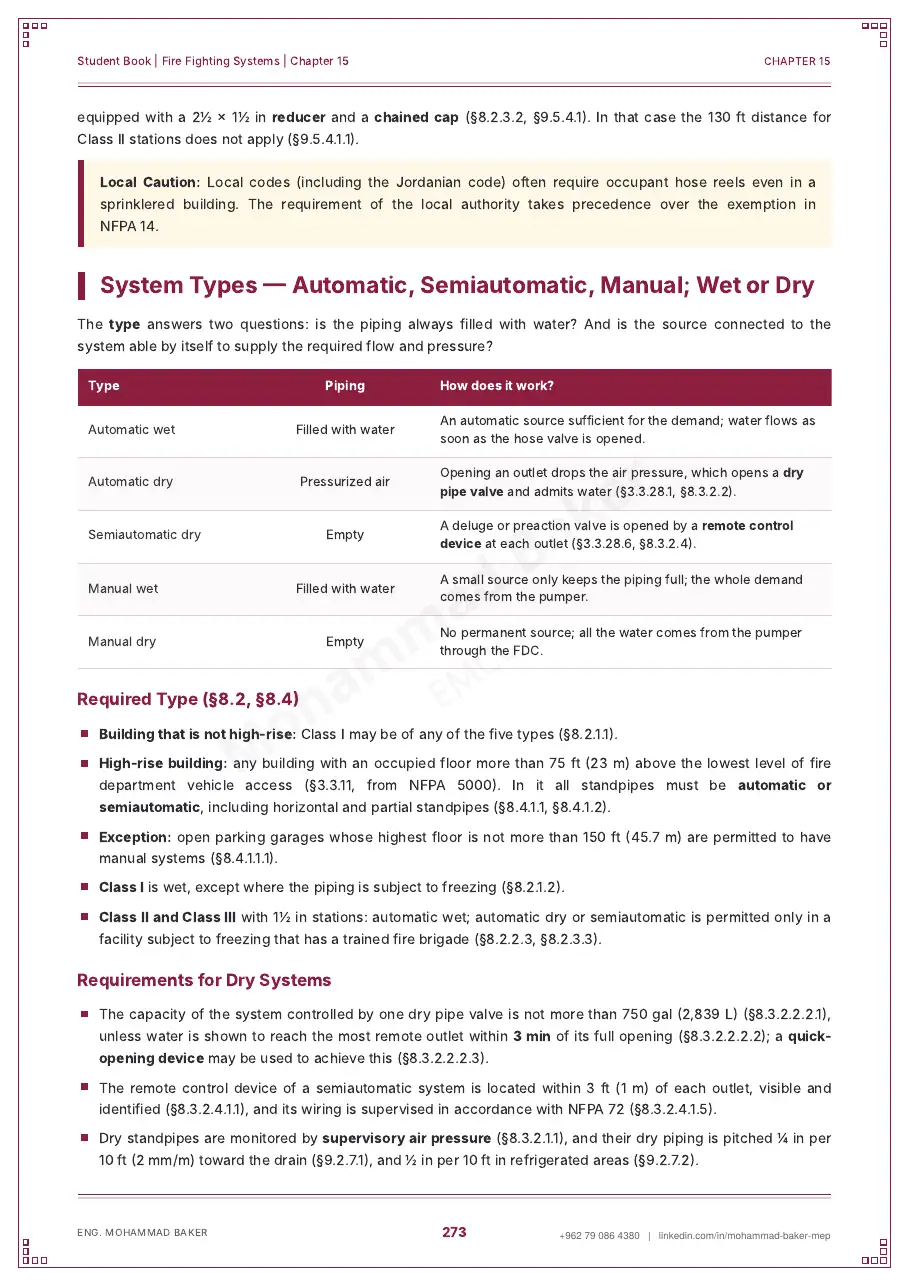 Student Book | Fire Fighting Systems | Chapter 15
CHAPTER 15
equipped with a 2½ × 1½ in reducer and a chained cap (§8.2.3.2, §9.5.4.1). In that case the 130 ft distance for
Class II stations does not apply (§9.5.4.1.1).
Local Caution: Local codes (including the Jordanian code) often require occupant hose reels even in a
sprinklered building. The requirement of the local authority takes precedence over the exemption in
NFPA 14.
System Types — Automatic, Semiautomatic, Manual; Wet or Dry
The type answers two questions: is the piping always filled with water? And is the source connected to the
system able by itself to supply the required flow and pressure?
Type Piping How does it work?
Automatic wet Filled with water An automatic source sufficient for the demand; water flows as
soon as the hose valve is opened.
Automatic dry Pressurized air Opening an outlet drops the air pressure, which opens a dry
pipe valve and admits water (§3.3.28.1, §8.3.2.2).
Semiautomatic dry Empty A deluge or preaction valve is opened by a remote control
device at each outlet (§3.3.28.6, §8.3.2.4).
Manual wet Filled with water A small source only keeps the piping full; the whole demand
comes from the pumper.
Manual dry Empty No permanent source; all the water comes from the pumper
through the FDC.
Required Type (§8.2, §8.4)
Building that is not high-rise: Class I may be of any of the five types (§8.2.1.1).
High-rise building: any building with an occupied floor more than 75 ft (23 m) above the lowest level of fire
department vehicle access (§3.3.11, from NFPA 5000). In it all standpipes must be automatic or
semiautomatic, including horizontal and partial standpipes (§8.4.1.1, §8.4.1.2).
Exception: open parking garages whose highest floor is not more than 150 ft (45.7 m) are permitted to have
manual systems (§8.4.1.1.1).
Class I is wet, except where the piping is subject to freezing (§8.2.1.2).
Class II and Class III with 1½ in stations: automatic wet; automatic dry or semiautomatic is permitted only in a
facility subject to freezing that has a trained fire brigade (§8.2.2.3, §8.2.3.3).
Requirements for Dry Systems
The capacity of the system controlled by one dry pipe valve is not more than 750 gal (2,839 L) (§8.3.2.2.2.1),
unless water is shown to reach the most remote outlet within 3 min of its full opening (§8.3.2.2.2.2); a quick-
opening device may be used to achieve this (§8.3.2.2.2.3).
The remote control device of a semiautomatic system is located within 3 ft (1 m) of each outlet, visible and
identified (§8.3.2.4.1.1), and its wiring is supervised in accordance with NFPA 72 (§8.3.2.4.1.5).
Dry standpipes are monitored by supervisory air pressure (§8.3.2.1.1), and their dry piping is pitched ¼ in per
10 ft (2 mm/m) toward the drain (§9.2.7.1), and ½ in per 10 ft in refrigerated areas (§9.2.7.2).
ENG. MOHAMMAD BAKER
273
+962 79 086 4380 | linkedin.com/in/mohammad-baker-mep
Mohammad Baker